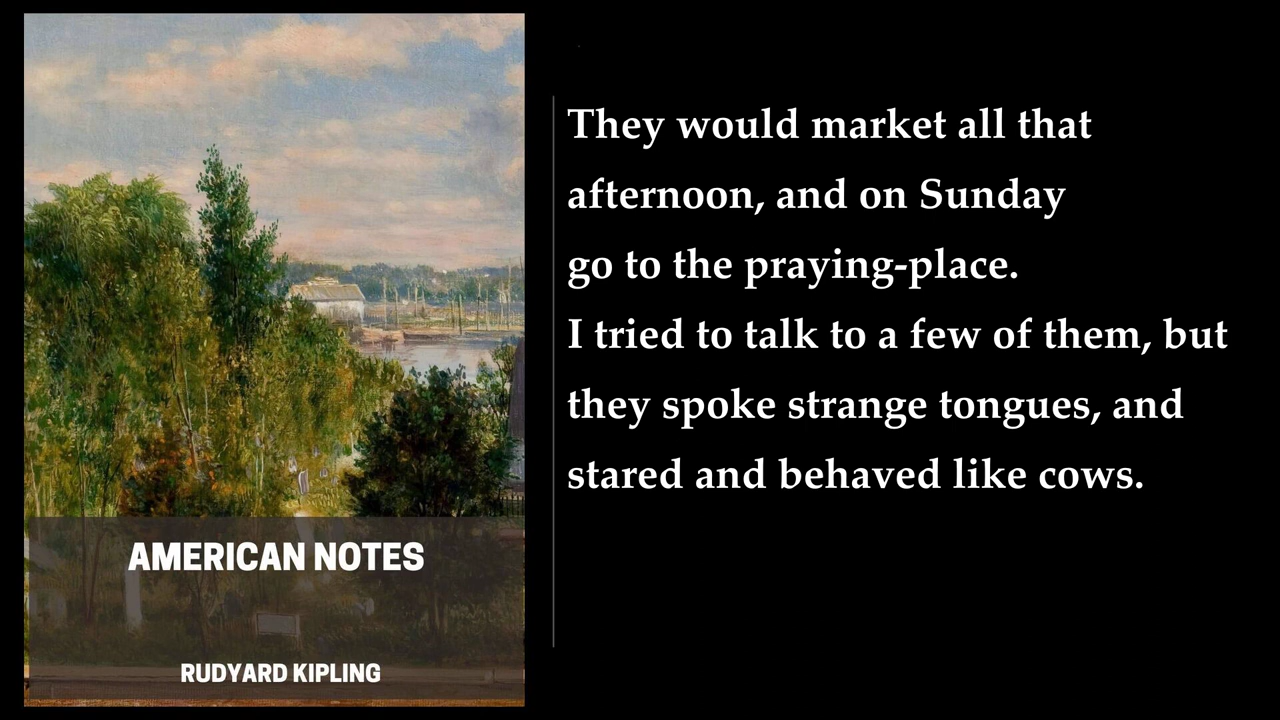 They would market all that
afternoon, and on Sunday
go to the praying-place.
I tried to talk to a few of them, but
they spoke strange tongues, and
stared and behaved like cows.
AMERICAN NOTES
RUDYARD KIPLING